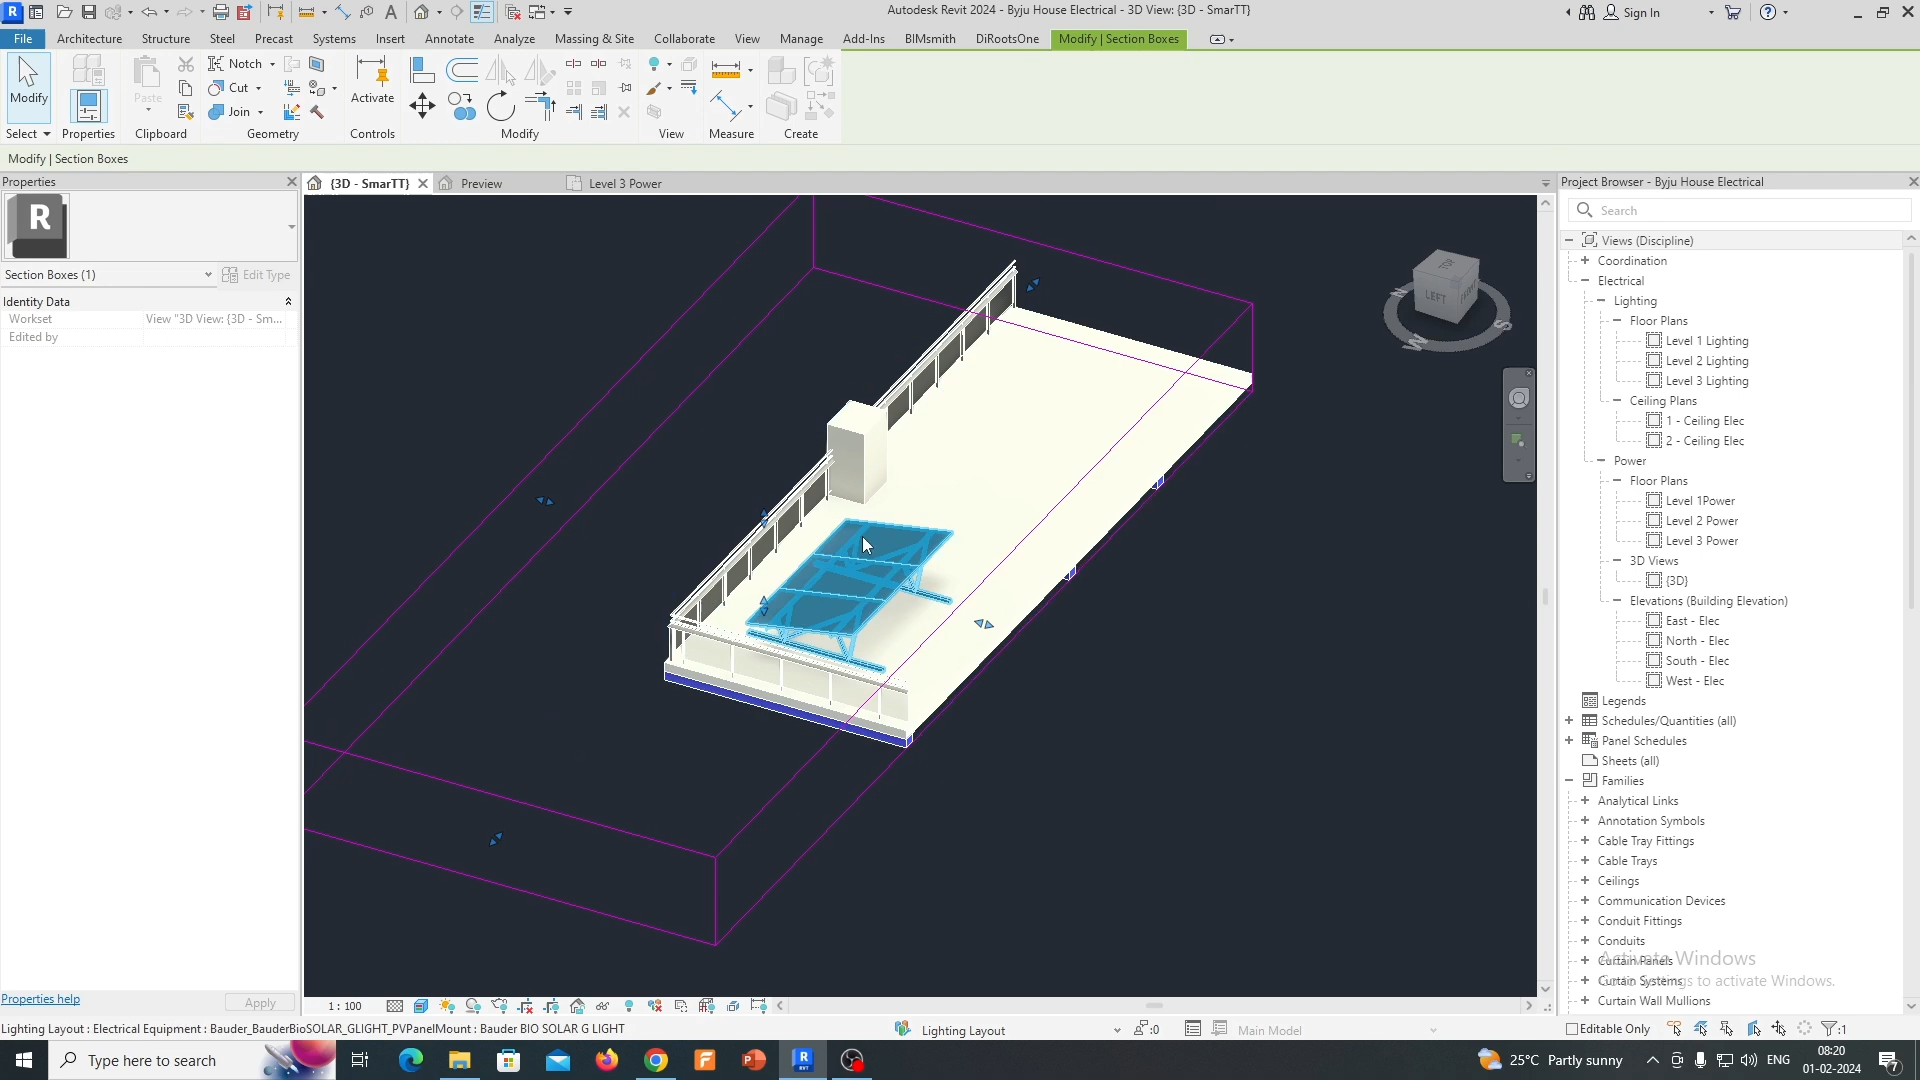 Autodesk Revit 2024 - Byju House Electrical - 3D View: {3D - SmarTT}
Sign In
File Architecture Structure Steel Precast Systems Insert Annotate Analyze Massing & Site Collaborate View Manage Add-Ins BIMsmith DiRootsOne Modify | Section Boxes
Modify
Paste
Notch
Cut
Join
Activate
Select Properties Clipboard Geometry Controls Modify View Measure Create
Modify | Section Boxes
Properties
{3D - SmarTT}
Preview
Level 3 Power
Project Browser - Byju House Electrical
R
Search
Section Boxes (1)
Edit Type
Identity Data
Workset View "3D View: {3D - Sm...
Edited by
TOP
LEFT
FRONT
N
S
W
Views (Discipline)
Coordination
Electrical
Lighting
Floor Plans
Level 1 Lighting
Level 2 Lighting
Level 3 Lighting
Ceiling Plans
1 - Ceiling Elec
2 - Ceiling Elec
Power
Floor Plans
Level 1Power
Level 2 Power
Level 3 Power
3D Views
{3D}
Elevations (Building Elevation)
East - Elec
North - Elec
South - Elec
West - Elec
Legends
Schedules/Quantities (all)
Panel Schedules
Sheets (all)
Families
Analytical Links
Annotation Symbols
Cable Tray Fittings
Cable Trays
Ceilings
Communication Devices
Conduit Fittings
Conduits
Curtain Panels
Curtain Systems
Curtain Wall Mullions
Activate Windows
Go to Settings to activate Windows.
Properties help
Apply
1 : 100
Lighting Layout : Electrical Equipment : Bauder_BauderBioSOLAR_GLIGHT_PVPanelMount : Bauder BIO SOLAR G LIGHT
Lighting Layout
:0
Main Model
Editable Only
:1
Type here to search
25°C Partly sunny
ENG
08:20
01-02-2024
7